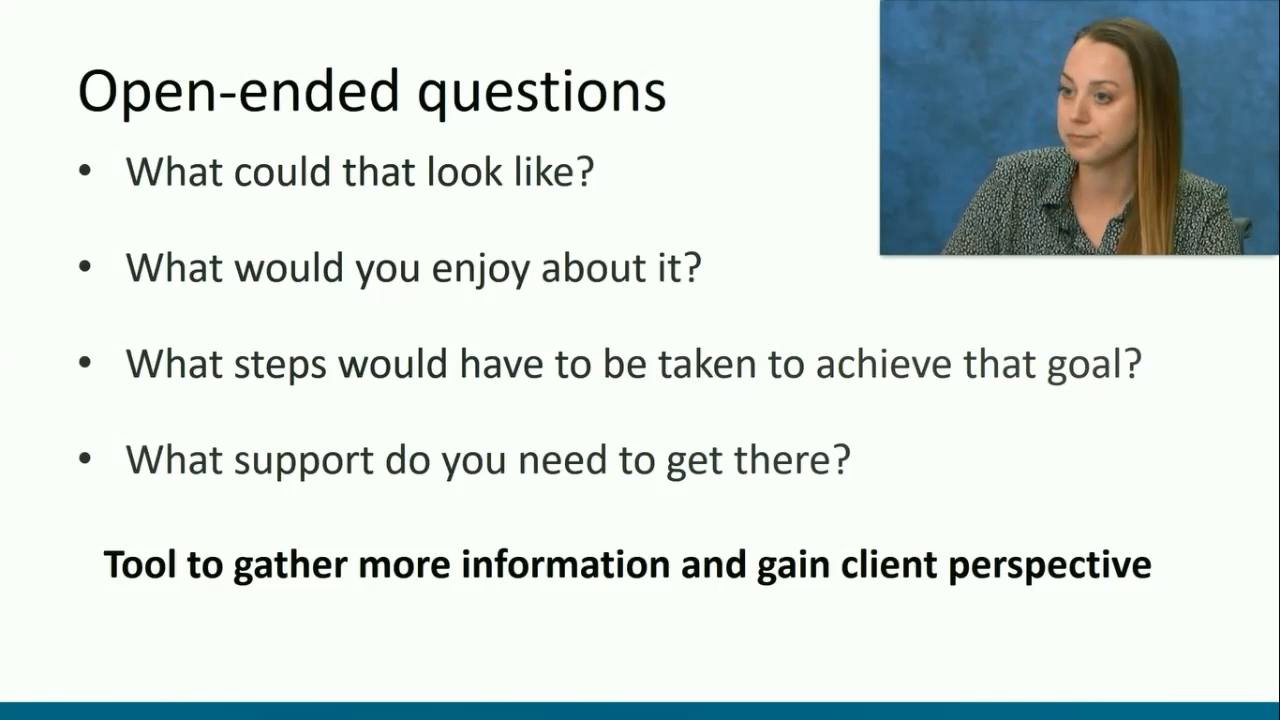 Open-ended questions
• What could that look like?
• What would you enjoy about it?
• What steps would have to be taken to achieve that goal?
• What support do you need to get there?
Tool to gather more information and gain client perspective